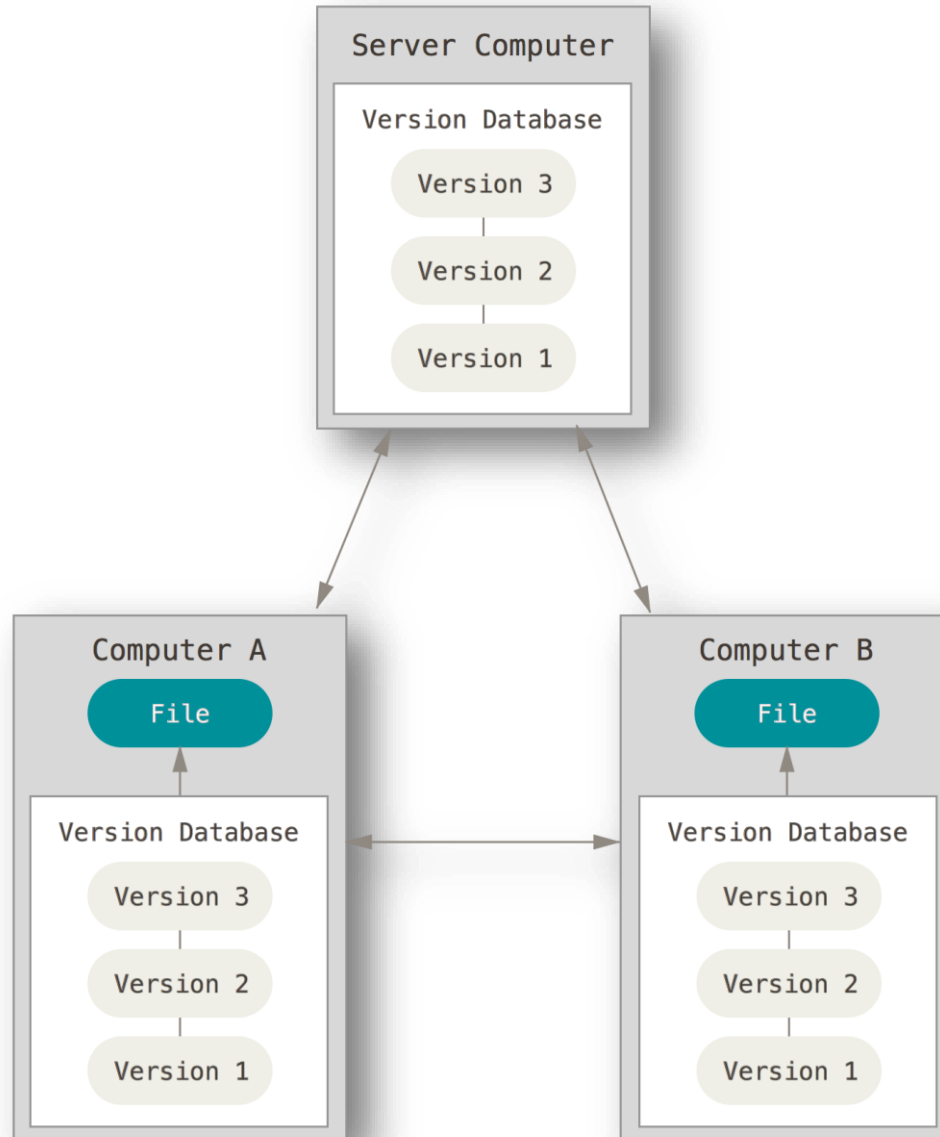 Server Computer
Version Database
Version 3
Version 2
Version 1
Computer A
File
Version Database
Version 3
Version 2
Version 1
Computer B
File
Version Database
Version 3
Version 2
Version 1